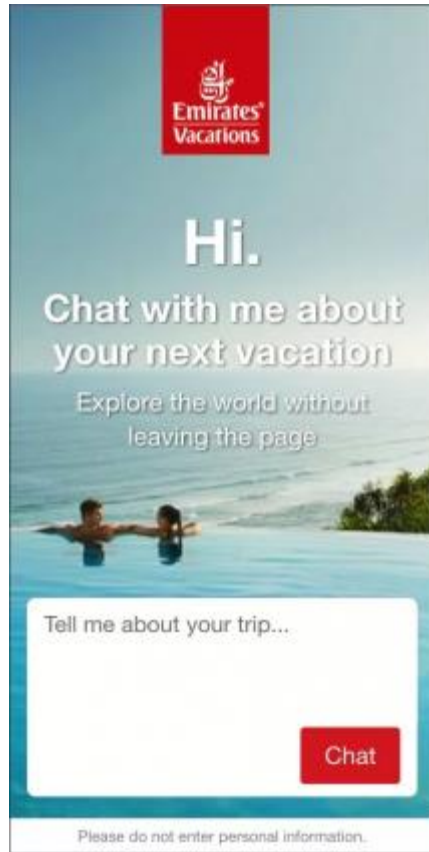 Emirates
Vacations
Hi.
Chat with me about
your next vacation
Explore the world without
leaving the page
Tell me about your trip...
Chat
Please do not enter personal information.